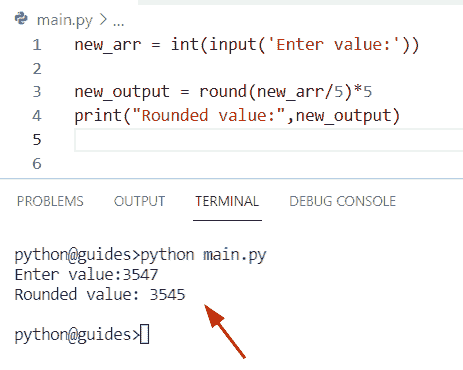 main.py > ...
1 new_arr = int(input('Enter value:'))
2
3 new_output = round(new_arr/5)*5
4 print("Rounded value:",new_output)
5
6
PROBLEMS OUTPUT TERMINAL DEBUG CONSOLE
python@guides>python main.py
Enter value:3547
Rounded value: 3545
python@guides>